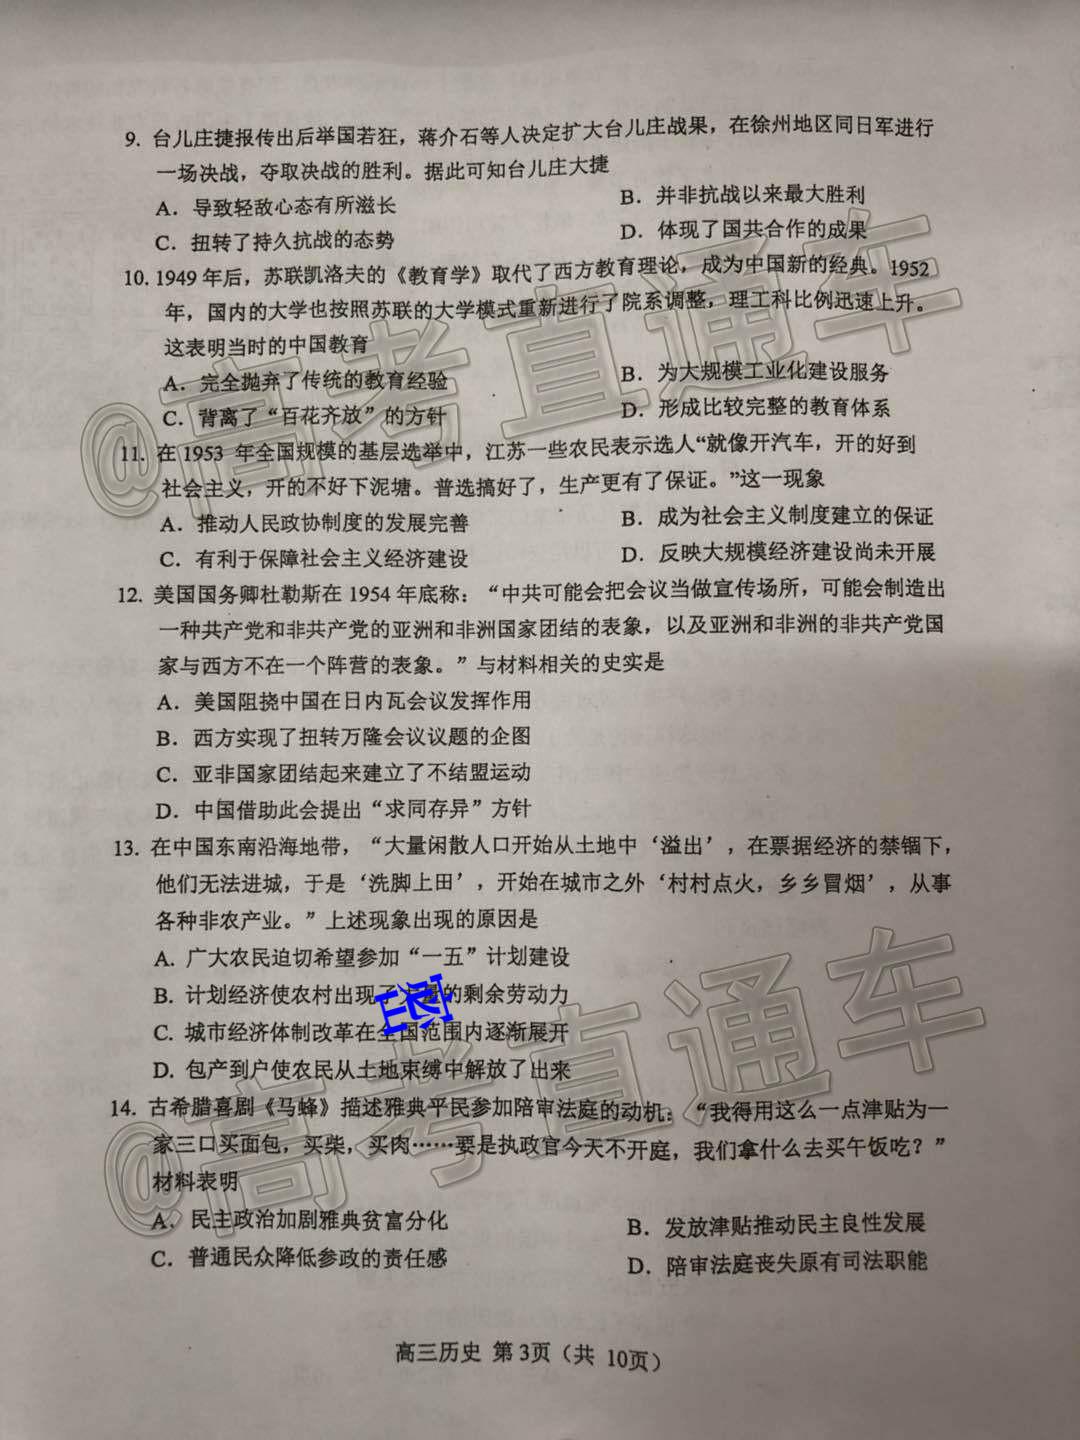 9. 台儿庄捷报传出后举国若狂，蒋介石等人决定扩大台儿庄战果，在徐州地区同日军进行
一场决战，夺取决战的胜利。据此可知台儿庄大捷
A．导致轻敌心态有所滋长
B．并非抗战以来最大胜利
C．扭转了持久抗战的态势
D．体现了国共合作的成果
10. 1949 年后，苏联凯洛夫的《教育学》取代了西方教育理论，成为中国新的经典。1952
年，国内的大学也按照苏联的大学模式重新进行了院系调整，理工科比例迅速上升。
这表明当时的中国教育
A．完全抛弃了传统的教育经验
B．为大规模工业化建设服务
C．背离了“百花齐放”的方针
D．形成比较完整的教育体系
11. 在 1953 年全国规模的基层选举中，江苏一些农民表示选人“就像开汽车，开的好到
社会主义，开的不好下泥塘。普选搞好了，生产更有了保证。”这一现象
A．推动人民政协制度的发展完善
B．成为社会主义制度建立的保证
C．有利于保障社会主义经济建设
D．反映大规模经济建设尚未开展
12. 美国国务卿杜勒斯在 1954 年底称：“中共可能会把会议当做宣传场所，可能会制造出
一种共产党和非共产党的亚洲和非洲国家团结的表象，以及亚洲和非洲的非共产党国
家与西方不在一个阵营的表象。”与材料相关的史实是
A．美国阻挠中国在日内瓦会议发挥作用
B．西方实现了扭转万隆会议议题的企图
C．亚非国家团结起来建立了不结盟运动
D．中国借助此会提出“求同存异”方针
13. 在中国东南沿海地带，“大量闲散人口开始从土地中‘溢出’，在票据经济的禁锢下，
他们无法进城，于是‘洗脚上田’，开始在城市之外‘村村点火，乡乡冒烟’，从事
各种非农产业。”上述现象出现的原因是
A. 广大农民迫切希望参加“一五”计划建设
B. 计划经济使农村出现了大量的剩余劳动力
C. 城市经济体制改革在全国范围内逐渐展开
D. 包产到户使农民从土地束缚中解放了出来
14. 古希腊喜剧《马蜂》描述雅典平民参加陪审法庭的动机：“我得用这么一点津贴为一
家三口买面包，买柴，买肉……要是执政官今天不开庭，我们拿什么去买午饭吃？”
材料表明
A．民主政治加剧雅典贫富分化
B．发放津贴推动民主良性发展
C．普通民众降低参政的责任感
D．陪审法庭丧失原有司法职能
高三历史 第 3页（共 10页）
@高考直通车
@高考直通车